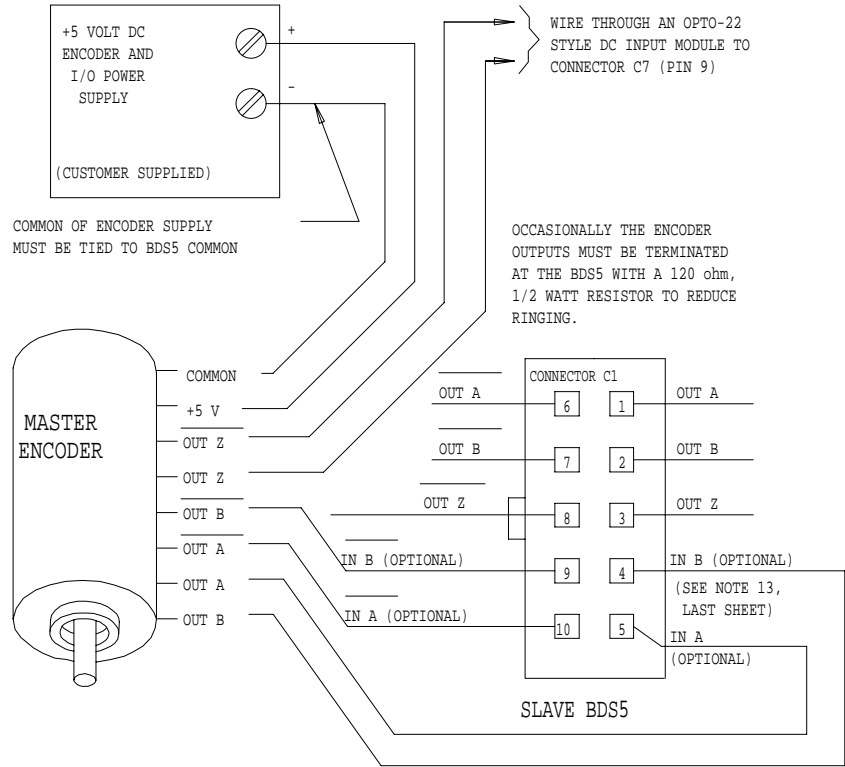 +5 VOLT DC
ENCODER AND
I/O POWER
SUPPLY
(CUSTOMER SUPPLIED)
+
-
WIRE THROUGH AN OPTO-22
STYLE DC INPUT MODULE TO
CONNECTOR C7 (PIN 9)
COMMON OF ENCODER SUPPLY
MUST BE TIED TO BDS5 COMMON
OCCASIONALLY THE ENCODER
OUTPUTS MUST BE TERMINATED
AT THE BDS5 WITH A 120 ohm,
1/2 WATT RESISTOR TO REDUCE
RINGING.
MASTER
ENCODER
COMMON
+5 V
OUT Z
OUT Z
OUT B
OUT A
OUT A
OUT B
CONNECTOR C1
OUT A
6
1
OUT A
OUT B
7
2
OUT B
OUT Z
8
3
OUT Z
IN B (OPTIONAL)
9
4
IN B (OPTIONAL)
(SEE NOTE 13,
LAST SHEET)
IN A (OPTIONAL)
10
5
IN A
(OPTIONAL)
SLAVE BDS5